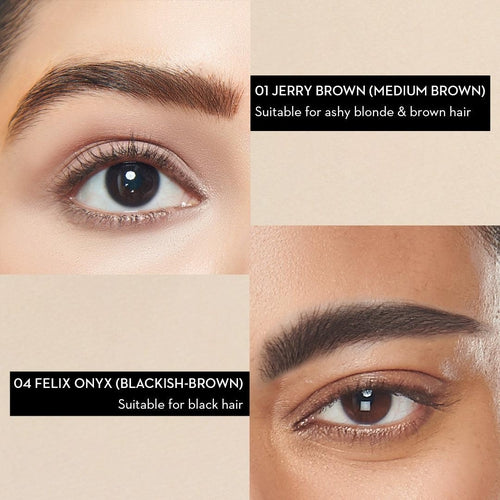 01 JERRY BROWN (MEDIUM BROWN)
Suitable for ashy blonde & brown hair
04 FELIX ONYX (BLACKISH-BROWN)
Suitable for black hair